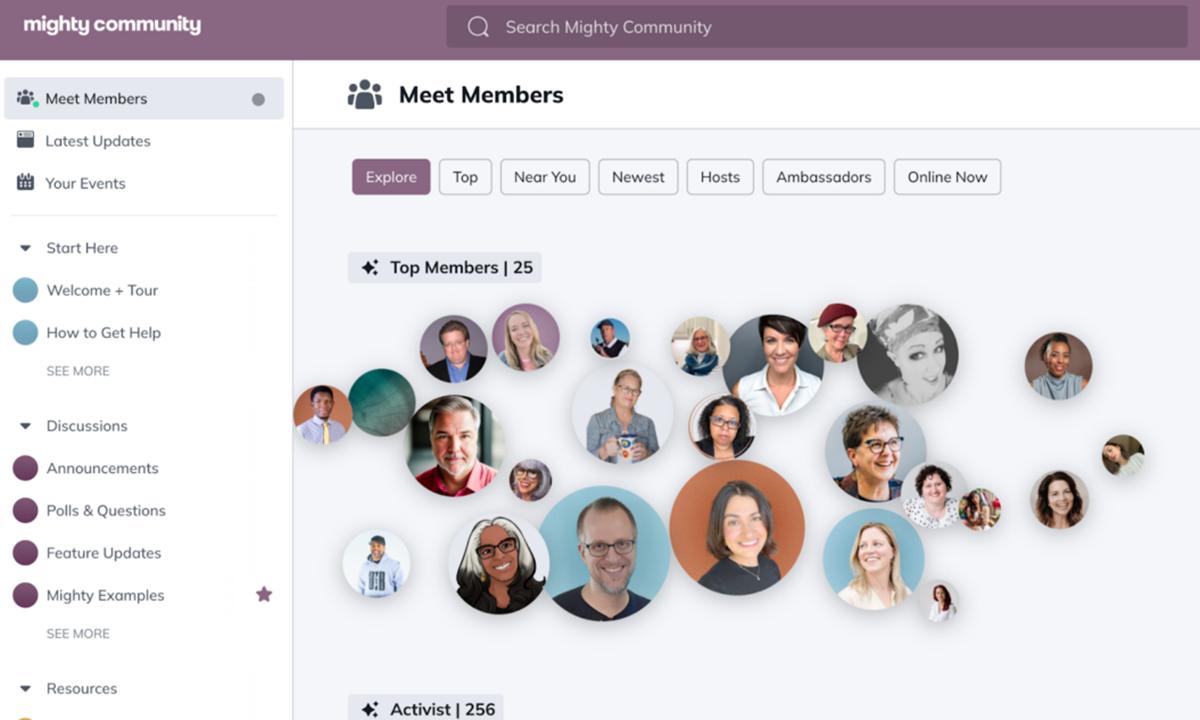 mighty community
Search Mighty Community
Meet Members
Latest Updates
Your Events
Start Here
Welcome + Tour
How to Get Help
SEE MORE
Discussions
Announcements
Polls & Questions
Feature Updates
Mighty Examples
SEE MORE
Resources
Meet Members
Explore
Top
Near You
Newest
Hosts
Ambassadors
Online Now
Top Members | 25
Activist | 256